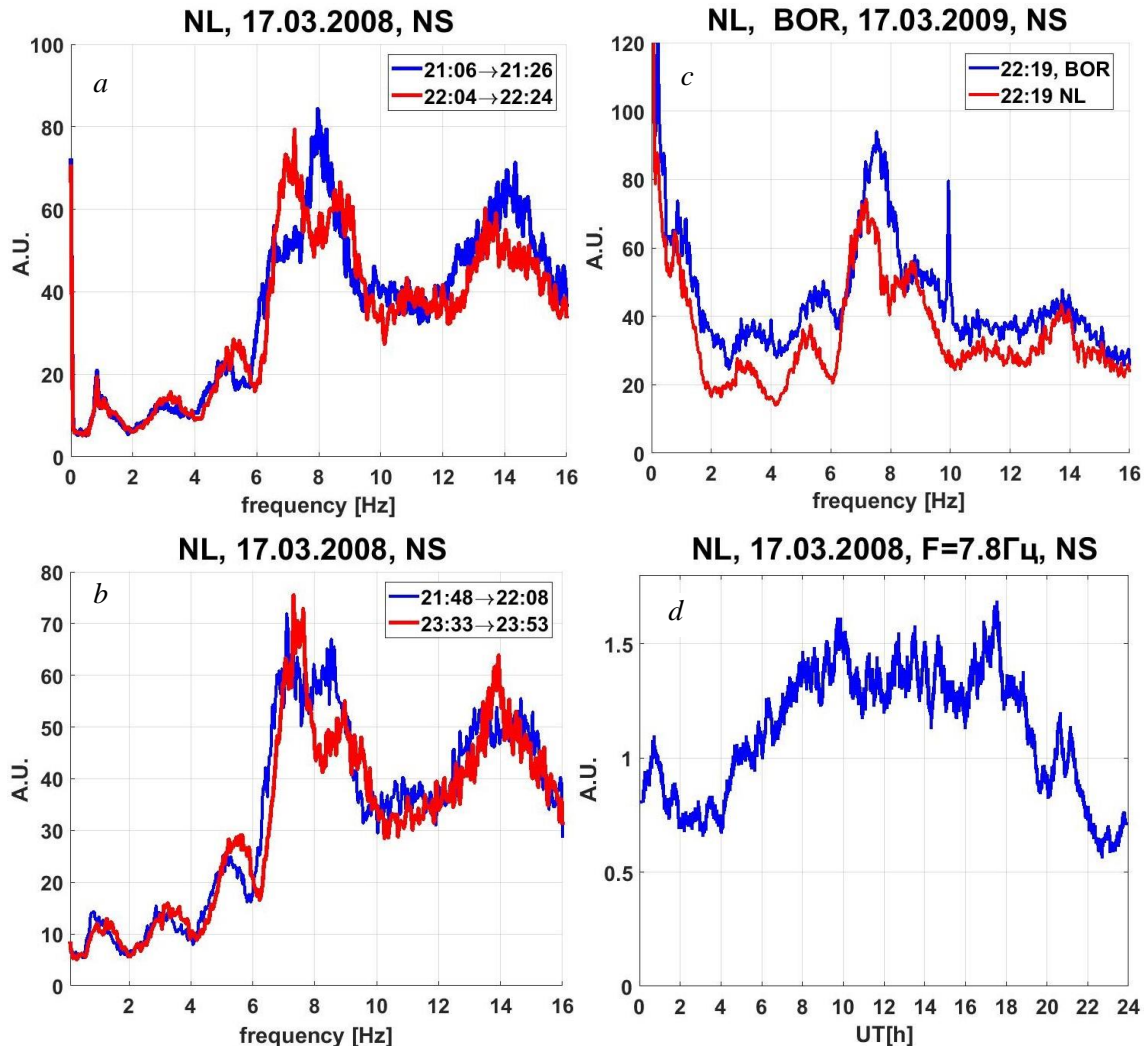 NL, 17.03.2008, NS
a
21:06→21:26
22:04→22:24
100
80
60
40
20
0
A.U.
0 2 4 6 8 10 12 14 16
frequency [Hz]
NL, BOR, 17.03.2009, NS
c
22:19, BOR
22:19 NL
120
100
80
60
40
20
0
A.U.
0 2 4 6 8 10 12 14 16
frequency [Hz]
NL, 17.03.2008, NS
b
21:48→22:08
23:33→23:53
80
70
60
50
40
30
20
10
0
A.U.
2 4 6 8 10 12 14 16
frequency [Hz]
NL, 17.03.2008, F=7.8Гц, NS
d
1.5
1
0.5
0
A.U.
0 2 4 6 8 10 12 14 16 18 20 22 24
UT[h]